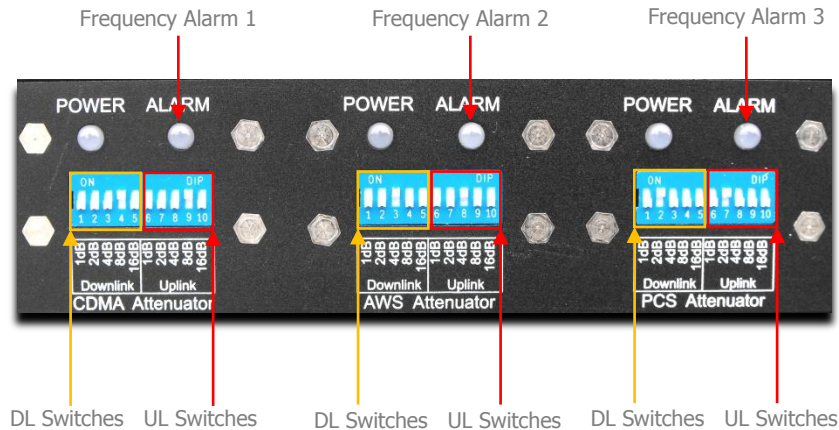 Frequency Alarm 1 Frequency Alarm 2 Frequency Alarm 3
POWER ALARM POWER ALARM POWER ALARM
ON DIP ON DIP ON DIP
1 2 3 4 5 6 7 8 9 10 1 2 3 4 5 6 7 8 9 10 1 2 3 4 5 6 7 8 9 10
1dB 2dB 4dB 8dB 16dB 1dB 2dB 4dB 8dB 16dB 1dB 2dB 4dB 8dB 16dB 1dB 2dB 4dB 8dB 16dB 1dB 2dB 4dB 8dB 16dB 1dB 2dB 4dB 8dB 16dB
Downlink Uplink Downlink Uplink Downlink Uplink
CDMA Attenuator AWS Attenuator PCS Attenuator
DL Switches UL Switches DL Switches UL Switches DL Switches UL Switches